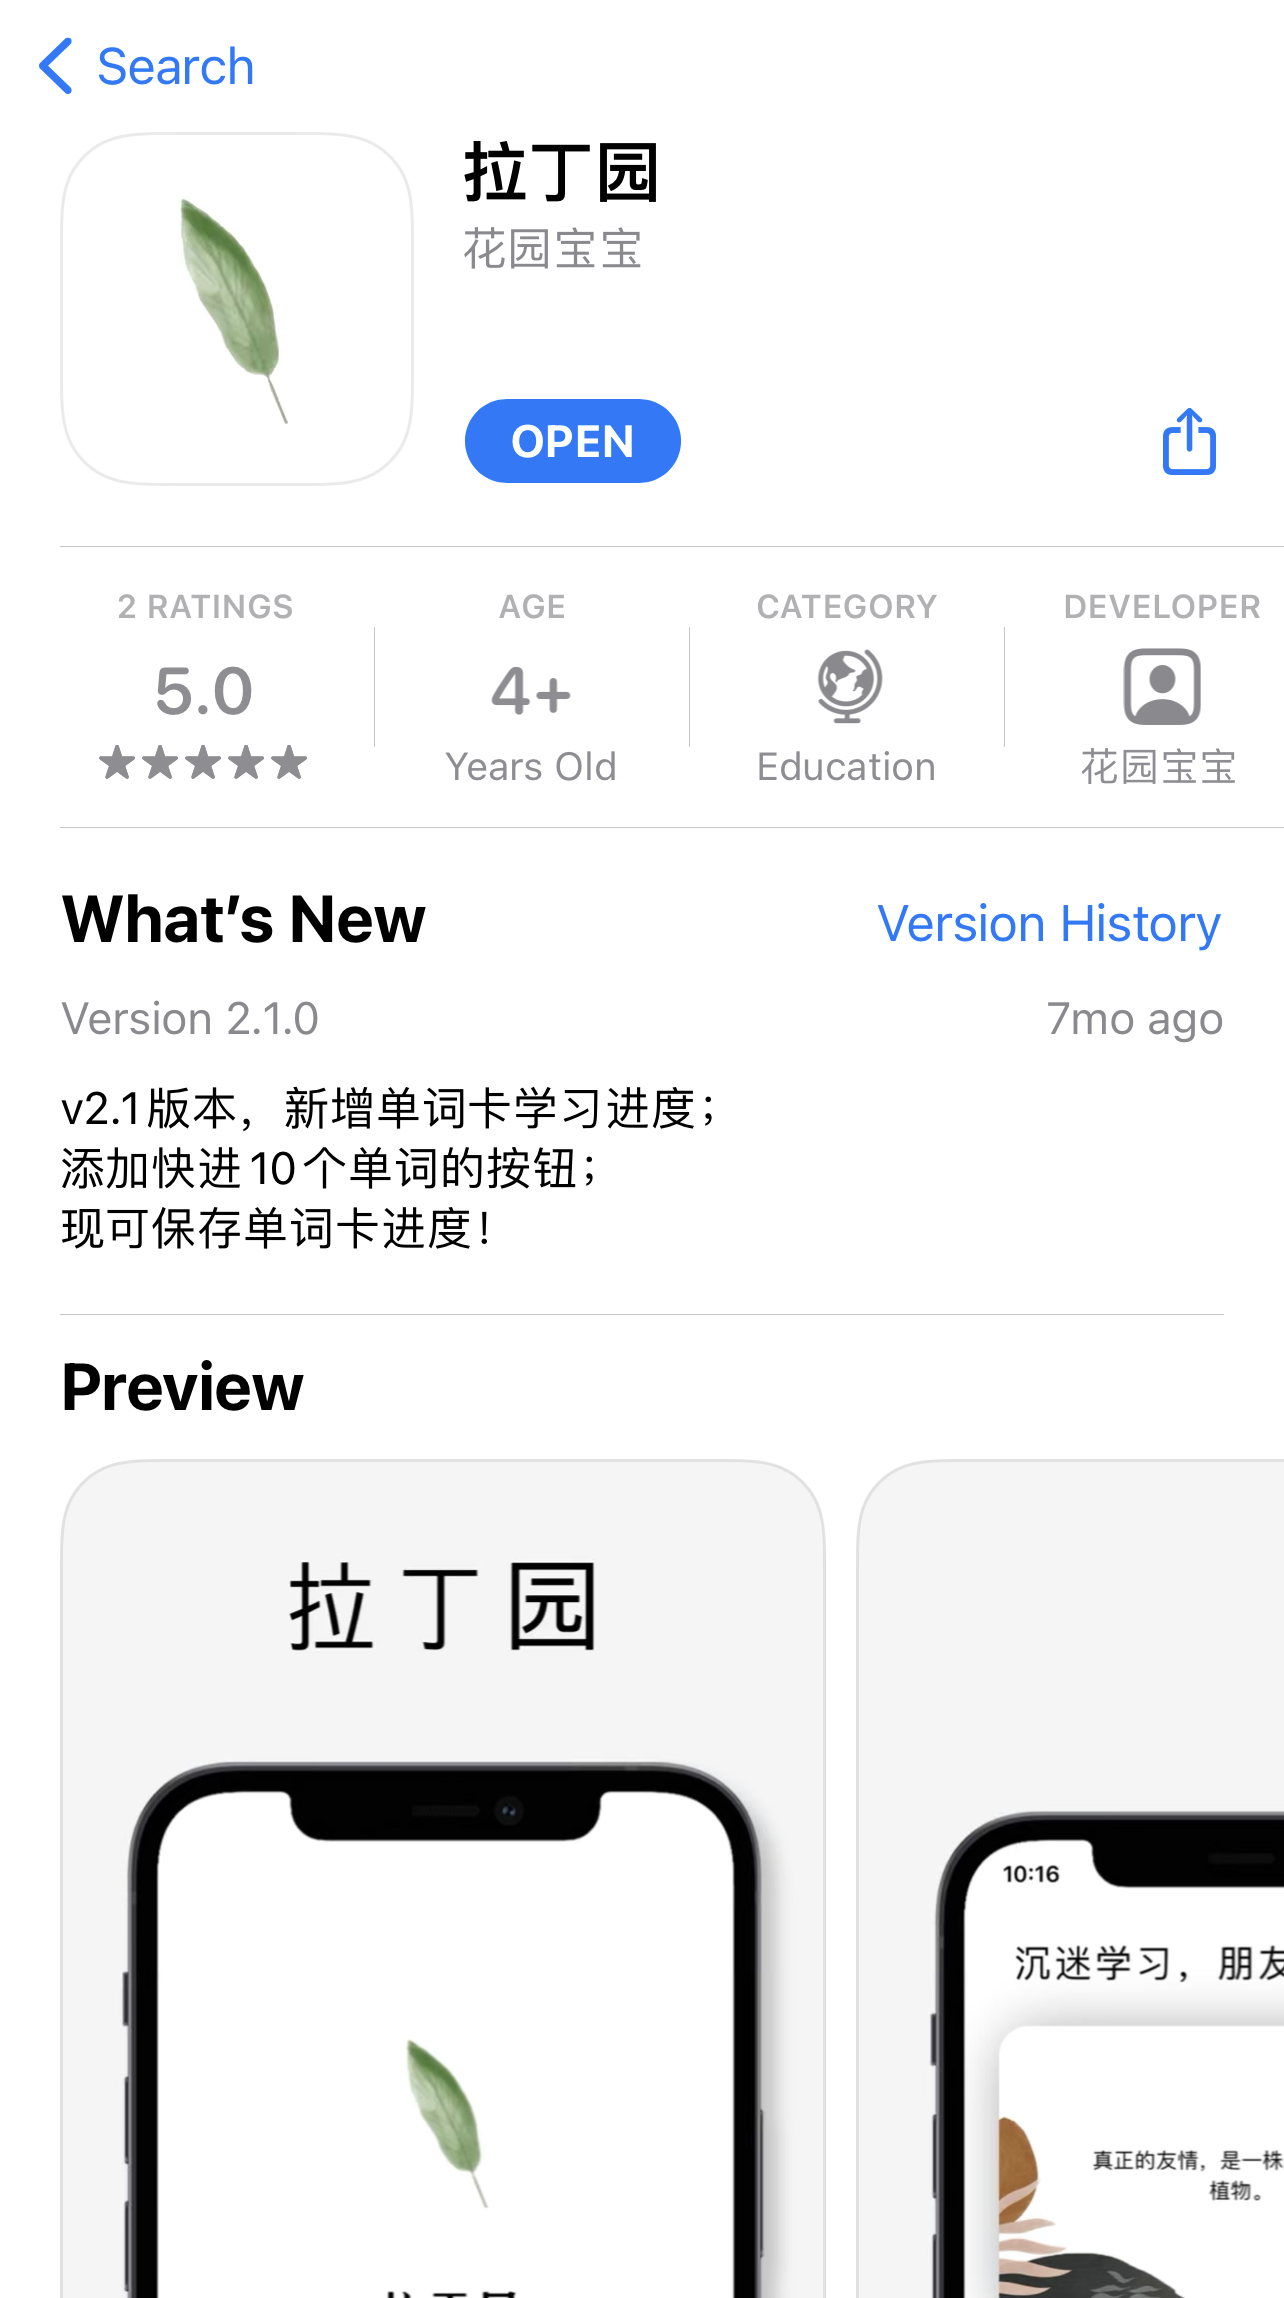 Search
拉丁园
花园宝宝
OPEN
2 RATINGS
5.0
AGE
4+
Years Old
CATEGORY
Education
DEVELOPER
花园宝宝
What's New
Version History
Version 2.1.0
7mo ago
v2.1版本，新增单词卡学习进度；
添加快进10个单词的按钮；
现可保存单词卡进度！
Preview
拉丁园
10:16
沉迷学习，朋友
真正的友情，是一株
植物。